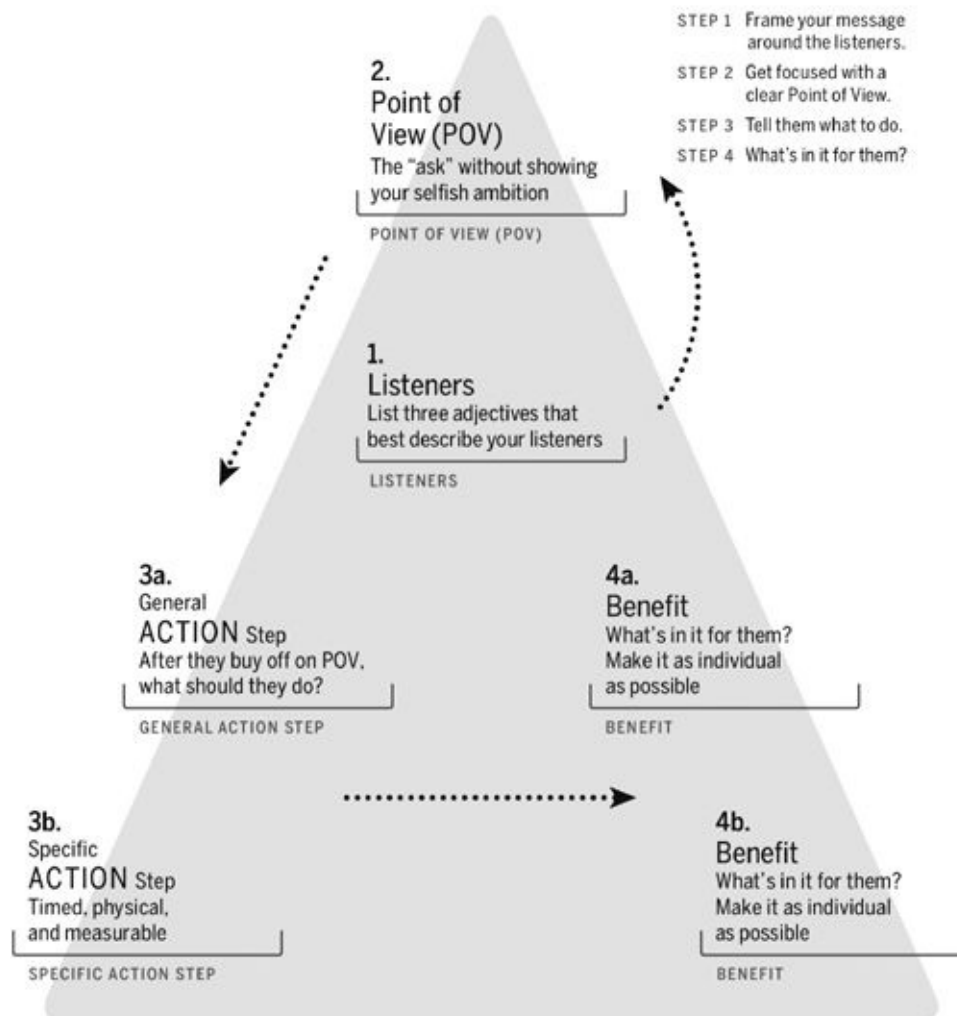 STEP 1 Frame your message
around the listeners.
STEP 2 Get focused with a
clear Point of View.
STEP 3 Tell them what to do.
STEP 4 What's in it for them?
2.
Point of
View (POV)
The “ask” without showing
your selfish ambition
POINT OF VIEW (POV)
1.
Listeners
List three adjectives that
best describe your listeners
LISTENERS
3a.
General
ACTION Step
After they buy off on POV,
what should they do?
GENERAL ACTION STEP
4a.
Benefit
What's in it for them?
Make it as individual
as possible
BENEFIT
3b.
Specific
ACTION Step
Timed, physical,
and measurable
SPECIFIC ACTION STEP
4b.
Benefit
What's in it for them?
Make it as individual
as possible
BENEFIT